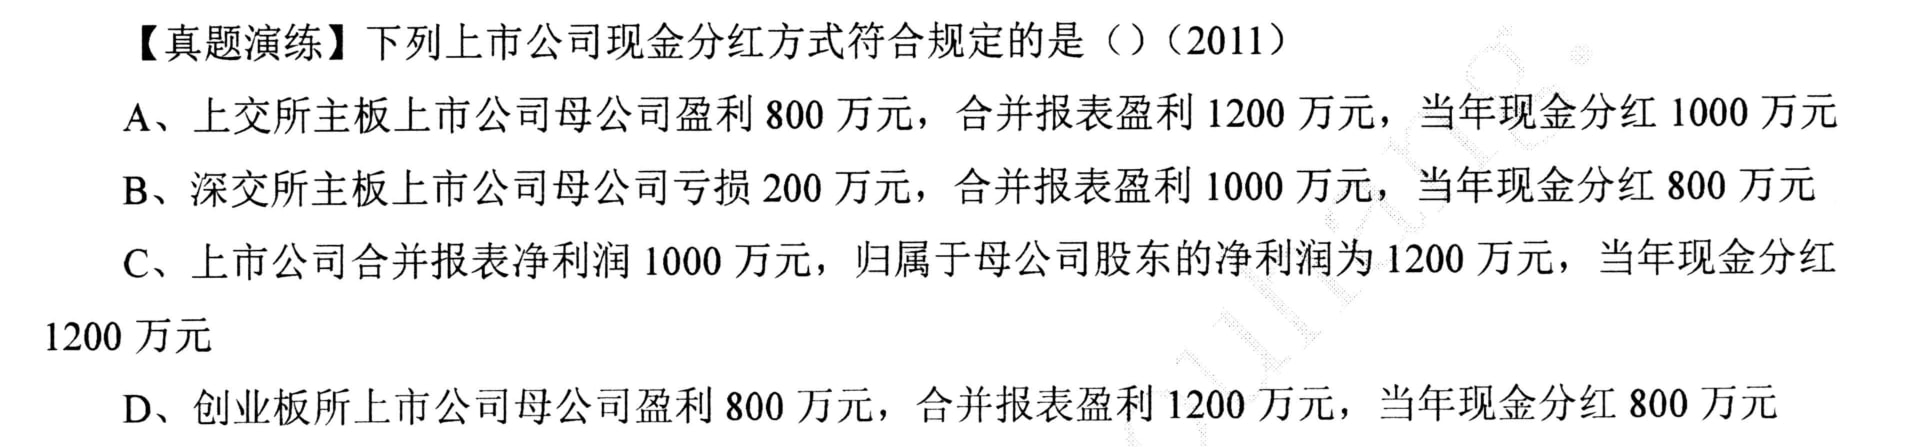 【真题演练】下列上市公司现金分红方式符合规定的是（）（2011）
A、上交所主板上市公司母公司盈利 800 万元，合并报表盈利 1200 万元，当年现金分红 1000 万元
B、深交所主板上市公司母公司亏损 200 万元，合并报表盈利 1000 万元，当年现金分红 800 万元
C、上市公司合并报表净利润 1000 万元，归属于母公司股东的净利润为 1200 万元，当年现金分红
1200 万元
D、创业板所上市公司母公司盈利 800 万元，合并报表盈利 1200 万元，当年现金分红 800 万元